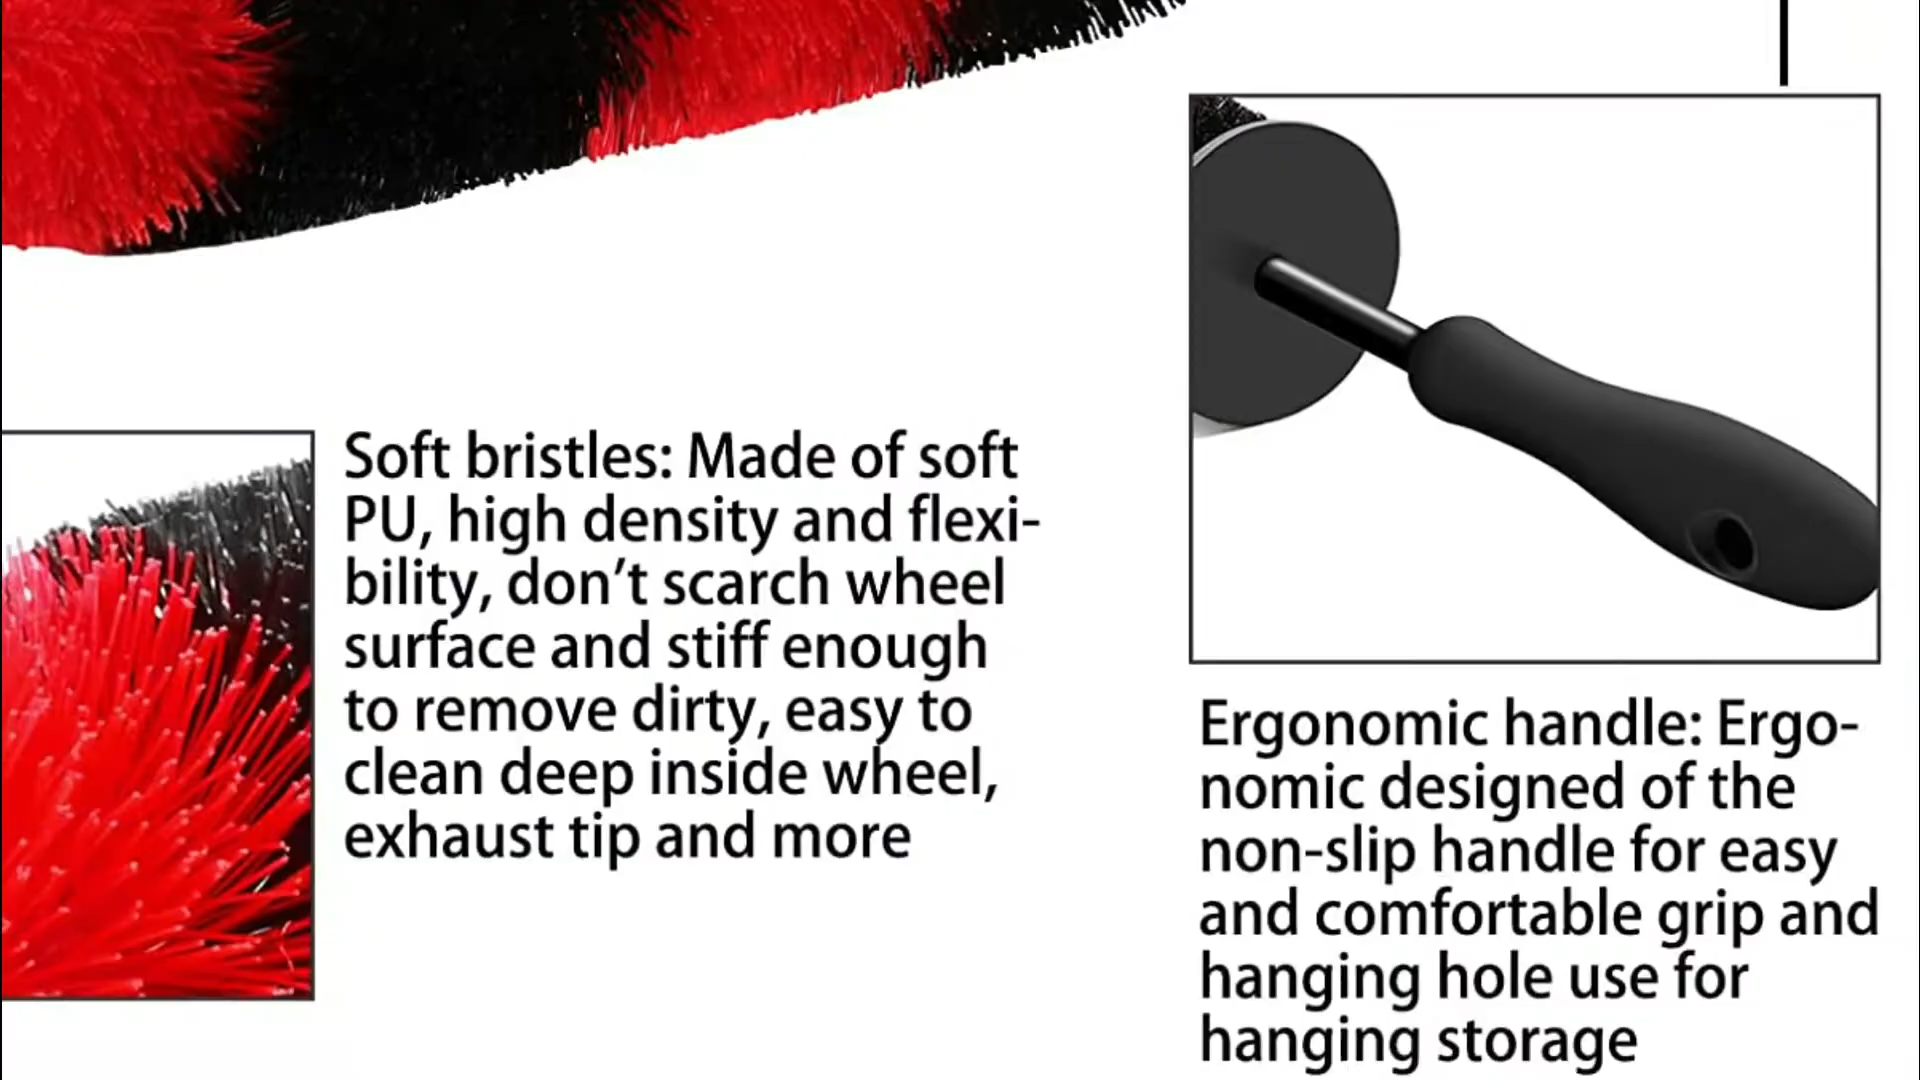 Soft bristles: Made of soft
PU, high density and flexi-
bility, don’t scarch wheel
surface and stiff enough
to remove dirty, easy to
clean deep inside wheel,
exhaust tip and more
Ergonomic handle: Ergo-
nomic designed of the
non-slip handle for easy
and comfortable grip and
hanging hole use for
hanging storage